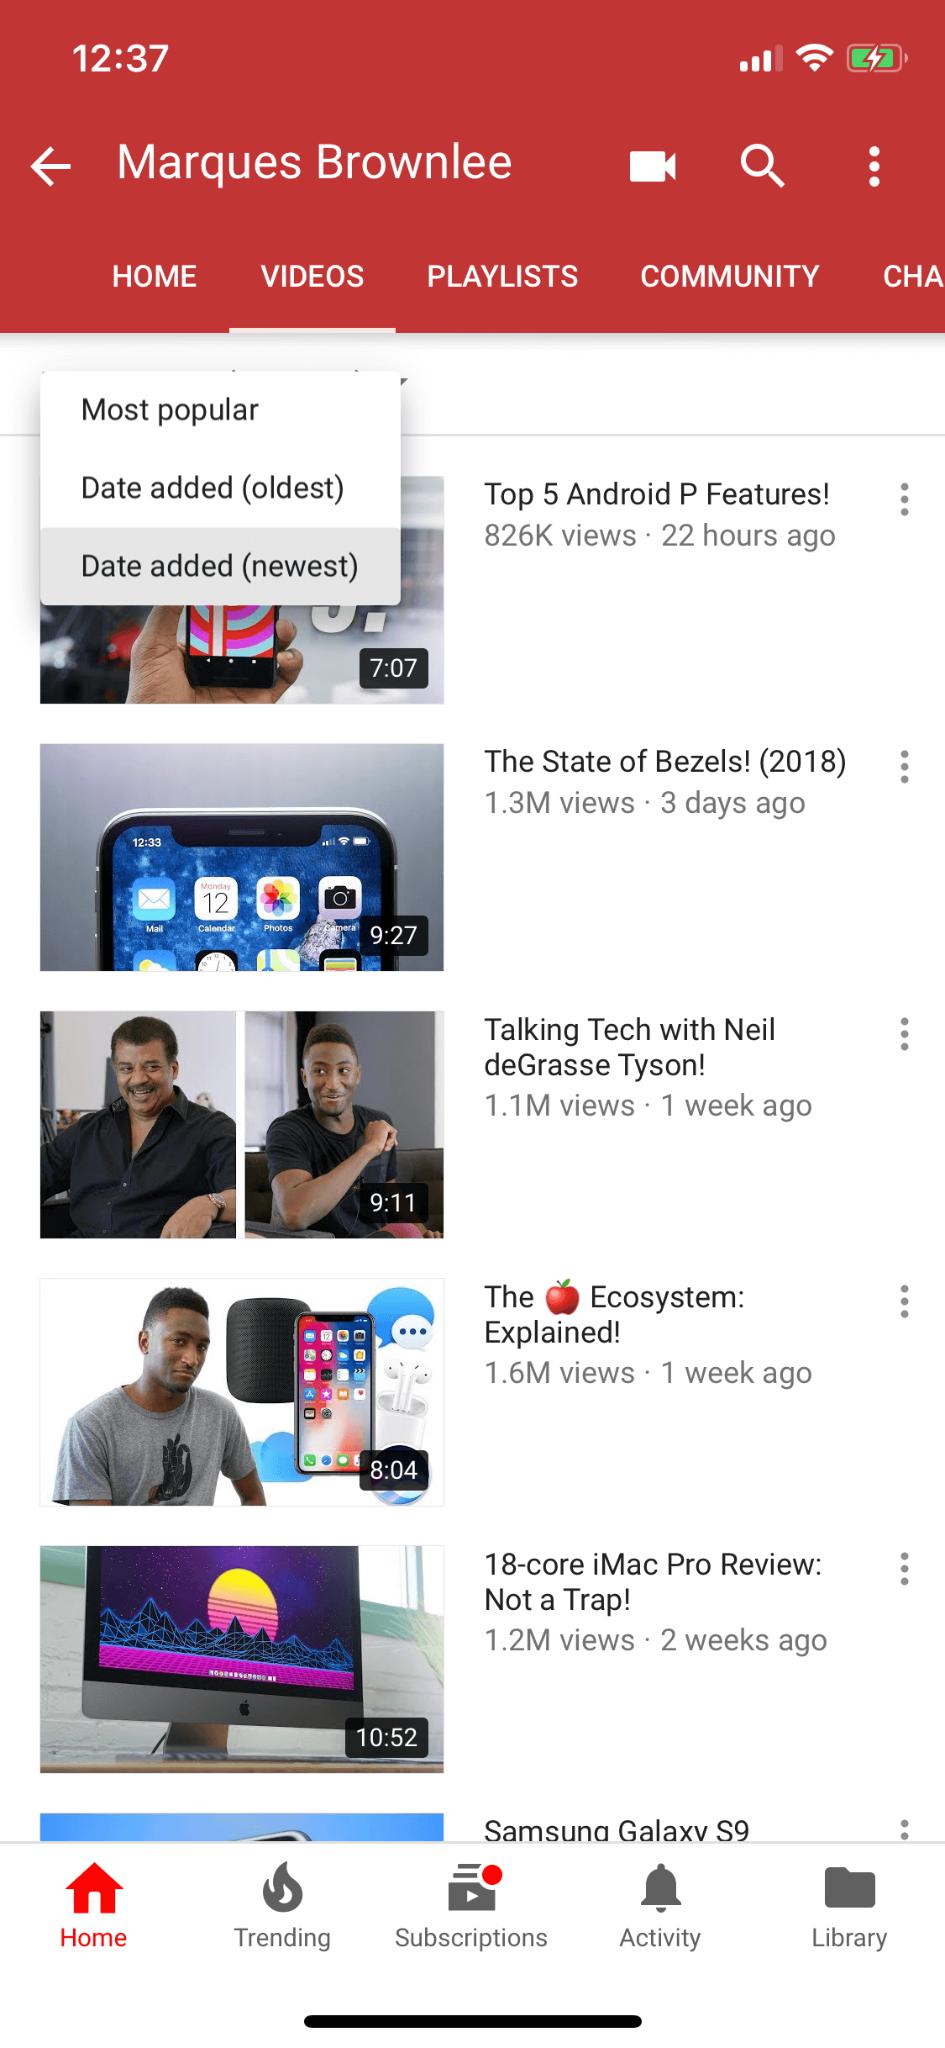 12:37
Marques Brownlee
HOME VIDEOS PLAYLISTS COMMUNITY CHA
Most popular
Date added (oldest)
Date added (newest)
7:07
Top 5 Android P Features!
826K views · 22 hours ago
12:33
Monday
12
Mail Calendar Photos Camera
9:27
The State of Bezels! (2018)
1.3M views · 3 days ago
9:11
Talking Tech with Neil
deGrasse Tyson!
1.1M views · 1 week ago
8:04
The 🍎 Ecosystem:
Explained!
1.6M views · 1 week ago
10:52
18-core iMac Pro Review:
Not a Trap!
1.2M views · 2 weeks ago
Samsung Galaxy S9
Home Trending Subscriptions Activity Library